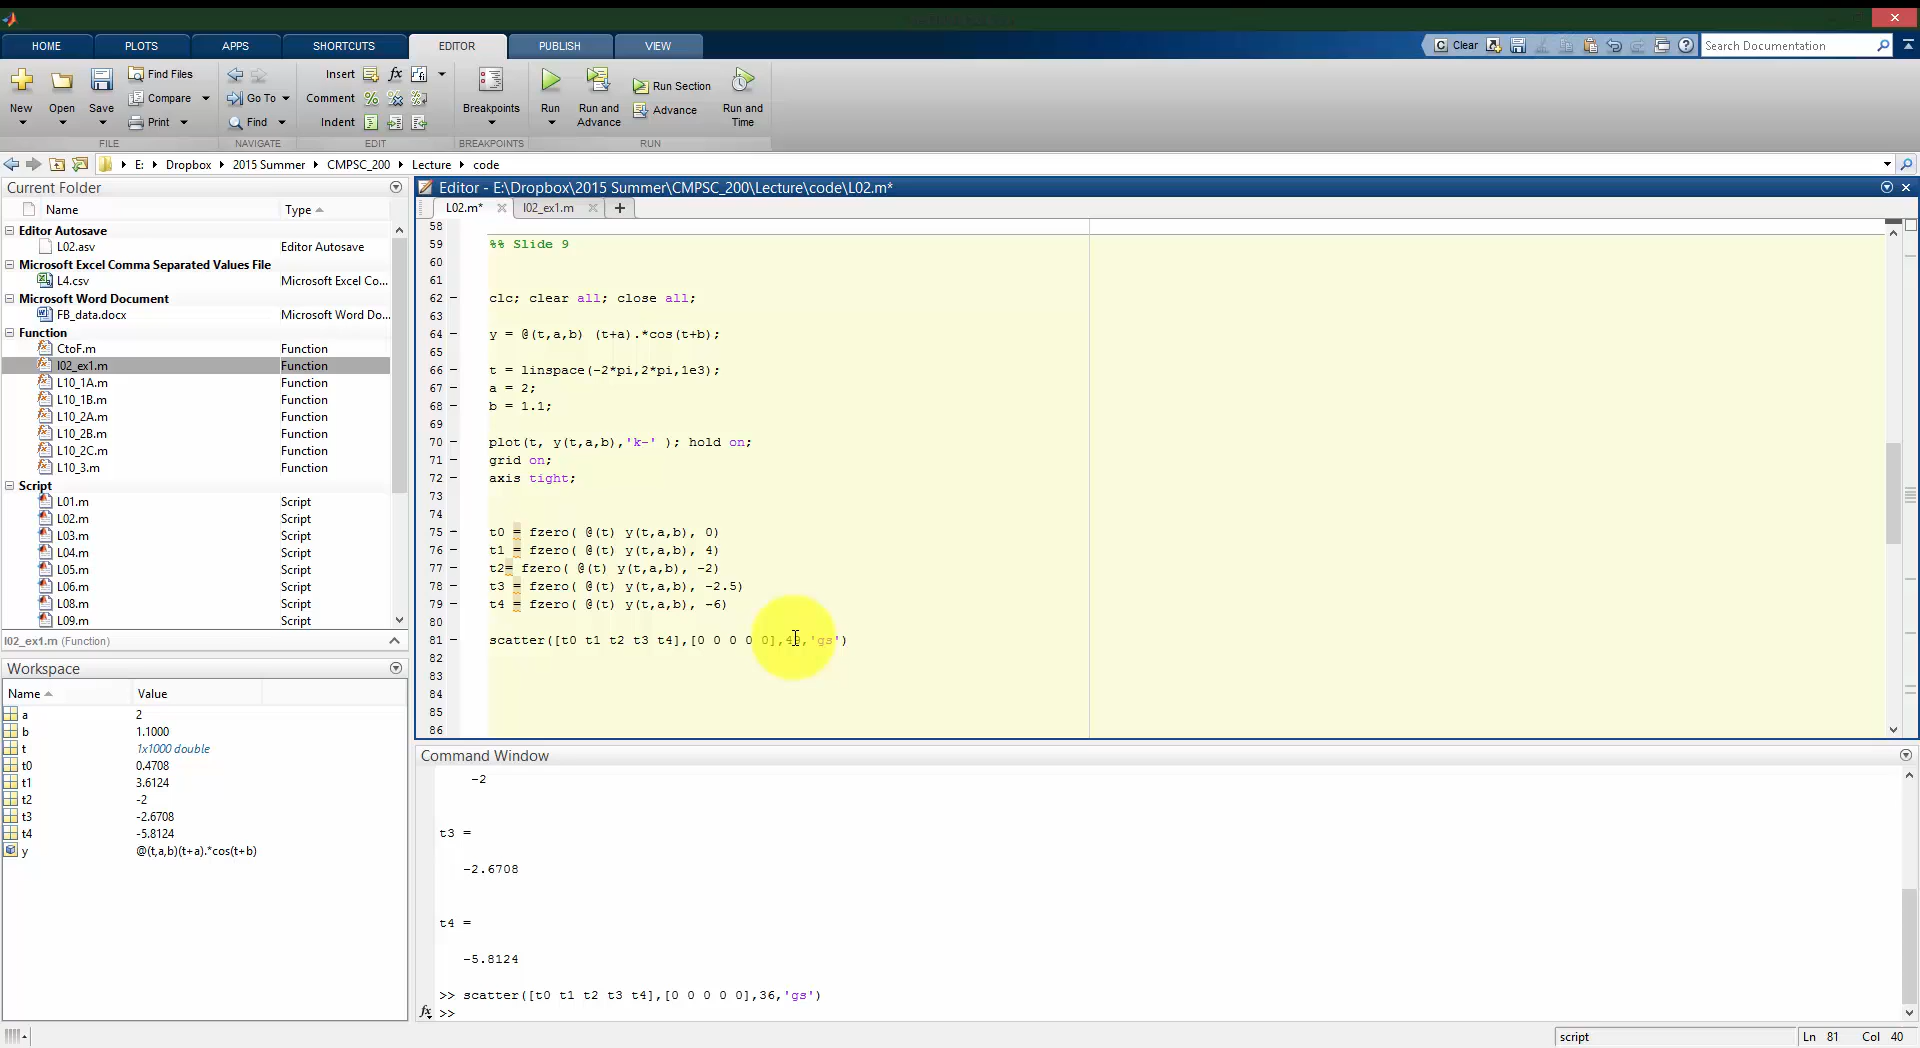 HOME PLOTS APPS SHORTCUTS EDITOR PUBLISH VIEW Clear Search Documentation
New Open Save Find Files Compare Print Go To Find Insert Comment Indent fx Breakpoints Run Run and Advance Run Section Advance Run and Time
FILE NAVIGATE EDIT BREAKPOINTS RUN
E: Dropbox 2015 Summer CMPSC_200 Lecture code
Current Folder
Name Type
Editor Autosave
L02.asv Editor Autosave
Microsoft Excel Comma Separated Values File
L4.csv Microsoft Excel Co...
Microsoft Word Document
FB_data.docx Microsoft Word Do...
Function
CtoF.m Function
l02_ex1.m Function
L10_1A.m Function
L10_1B.m Function
L10_2A.m Function
L10_2B.m Function
L10_2C.m Function
L10_3.m Function
Script
L01.m Script
L02.m Script
L03.m Script
L04.m Script
L05.m Script
L06.m Script
L08.m Script
L09.m Script
l02_ex1.m (Function)
Workspace
Name Value
a 2
b 1.1000
t 1x1000 double
t0 0.4708
t1 3.6124
t2 -2
t3 -2.6708
t4 -5.8124
y @(t,a,b)(t+a).*cos(t+b)
Editor - E:\Dropbox\2015 Summer\CMPSC_200\Lecture\code\L02.m*
L02.m* l02_ex1.m
58
59 %% Slide 9
60
61
62 clc; clear all; close all;
63
64 y = @(t,a,b) (t+a).*cos(t+b);
65
66 t = linspace(-2*pi,2*pi,1e3);
67 a = 2;
68 b = 1.1;
69
70 plot(t, y(t,a,b),'k-' ); hold on;
71 grid on;
72 axis tight;
73
74
75 t0 = fzero( @(t) y(t,a,b), 0)
76 t1 = fzero( @(t) y(t,a,b), 4)
77 t2= fzero( @(t) y(t,a,b), -2)
78 t3 = fzero( @(t) y(t,a,b), -2.5)
79 t4 = fzero( @(t) y(t,a,b), -6)
80
81 scatter([t0 t1 t2 t3 t4],[0 0 0 0 0],'gs')
82
83
84
85
86
Command Window
-2
t3 =
-2.6708
t4 =
-5.8124
>> scatter([t0 t1 t2 t3 t4],[0 0 0 0 0],36,'gs')
fx >>
script Ln 81 Col 40